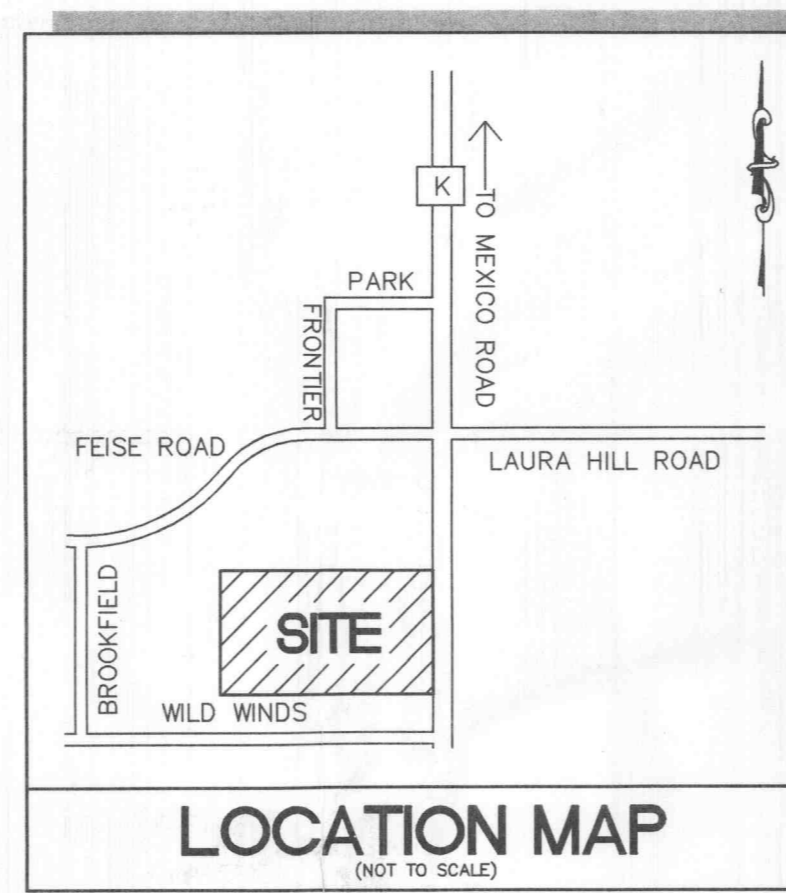 K
TO MEXICO ROAD
PARK
FRONTIER
FEISE ROAD
LAURA HILL ROAD
BROOKFIELD
SITE
WILD WINDS
LOCATION MAP
(NOT TO SCALE)